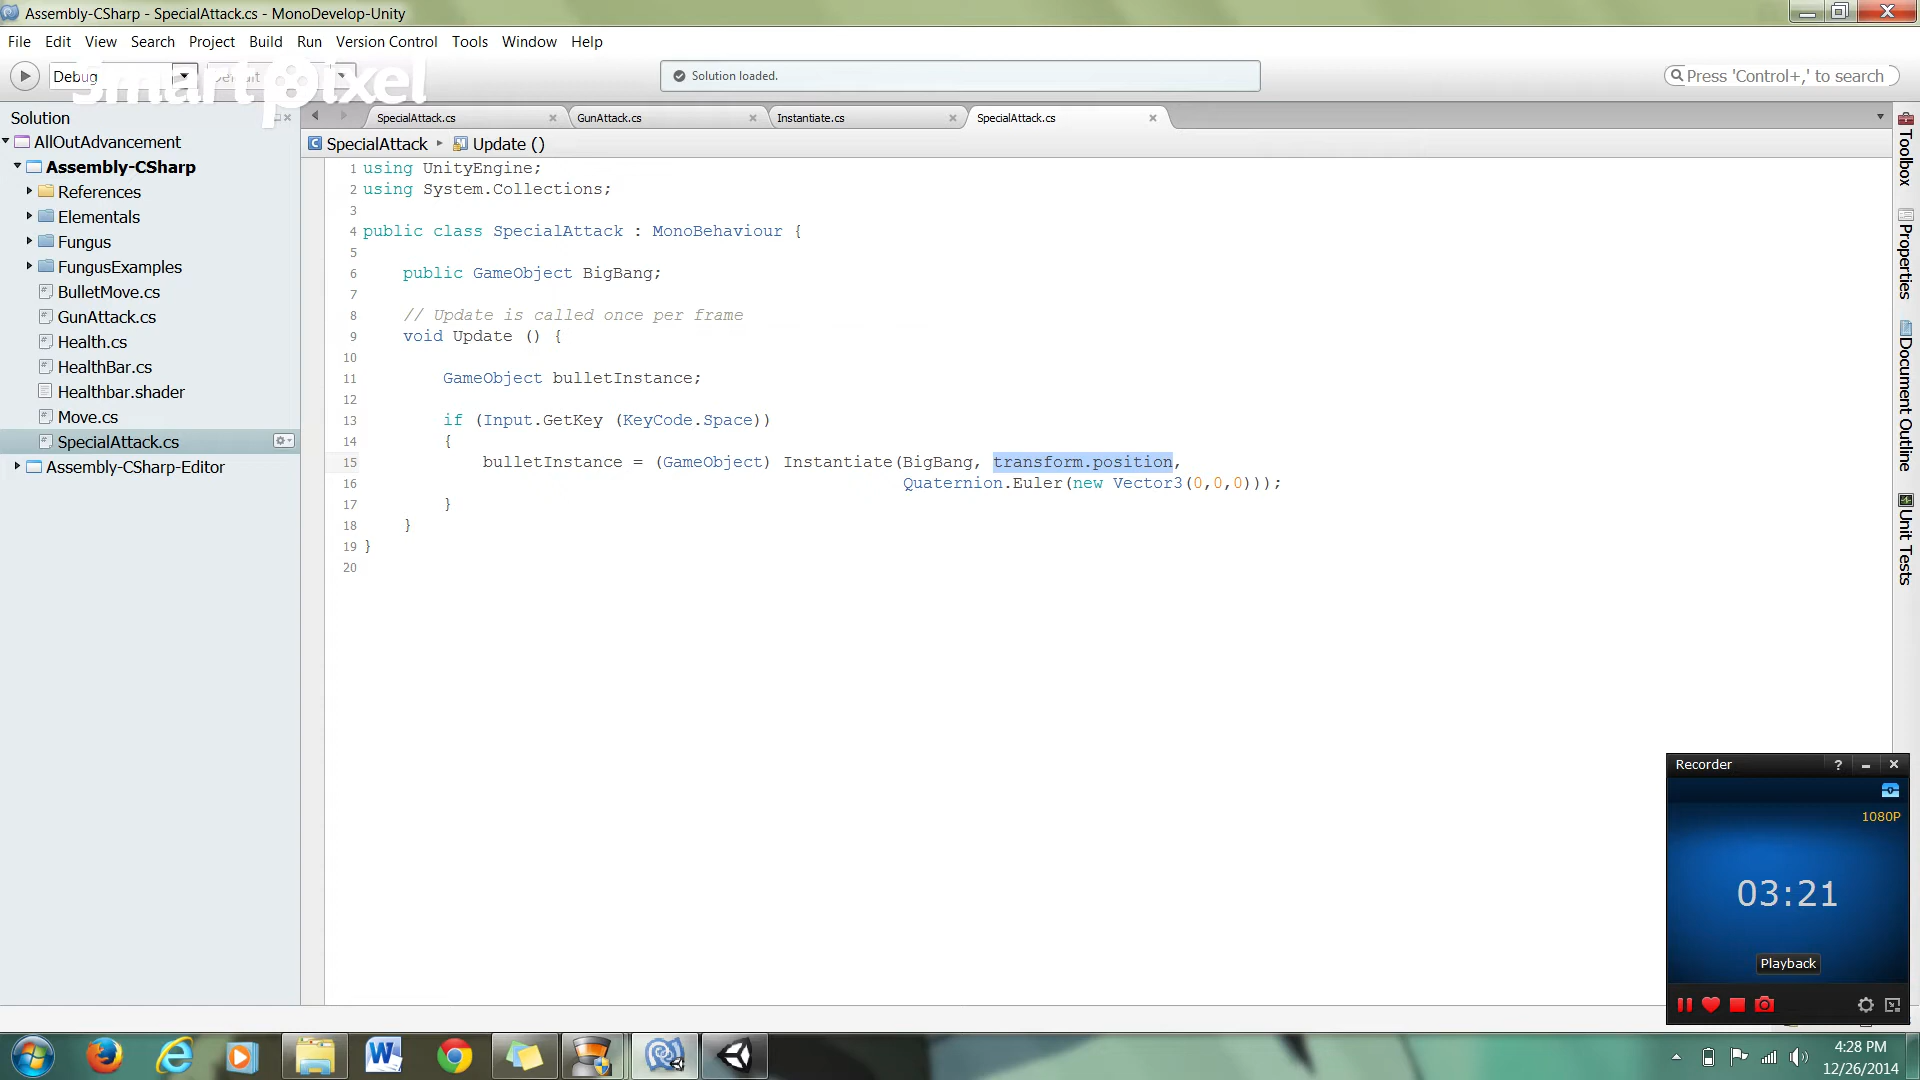 Assembly-CSharp - SpecialAttack.cs - MonoDevelop-Unity
File Edit View Search Project Build Run Version Control Tools Window Help
Debug Default
smartpixel
Solution loaded.
Press 'Control+,' to search
Solution
SpecialAttack.cs GunAttack.cs Instantiate.cs SpecialAttack.cs
SpecialAttack Update ()
AllOutAdvancement
Assembly-CSharp
References
Elementals
Fungus
FungusExamples
BulletMove.cs
GunAttack.cs
Health.cs
HealthBar.cs
Healthbar.shader
Move.cs
SpecialAttack.cs
Assembly-CSharp-Editor
1 using UnityEngine;
2 using System.Collections;
3
4 public class SpecialAttack : MonoBehaviour {
5
6 public GameObject BigBang;
7
8 // Update is called once per frame
9 void Update () {
10
11 GameObject bulletInstance;
12
13 if (Input.GetKey (KeyCode.Space))
14 {
15 bulletInstance = (GameObject) Instantiate(BigBang, transform.position,
16 Quaternion.Euler(new Vector3(0,0,0)));
17 }
18 }
19 }
20
Toolbox
Properties
Document Outline
Unit Tests
Recorder ?
1080P
03:21
Playback
4:28 PM
12/26/2014